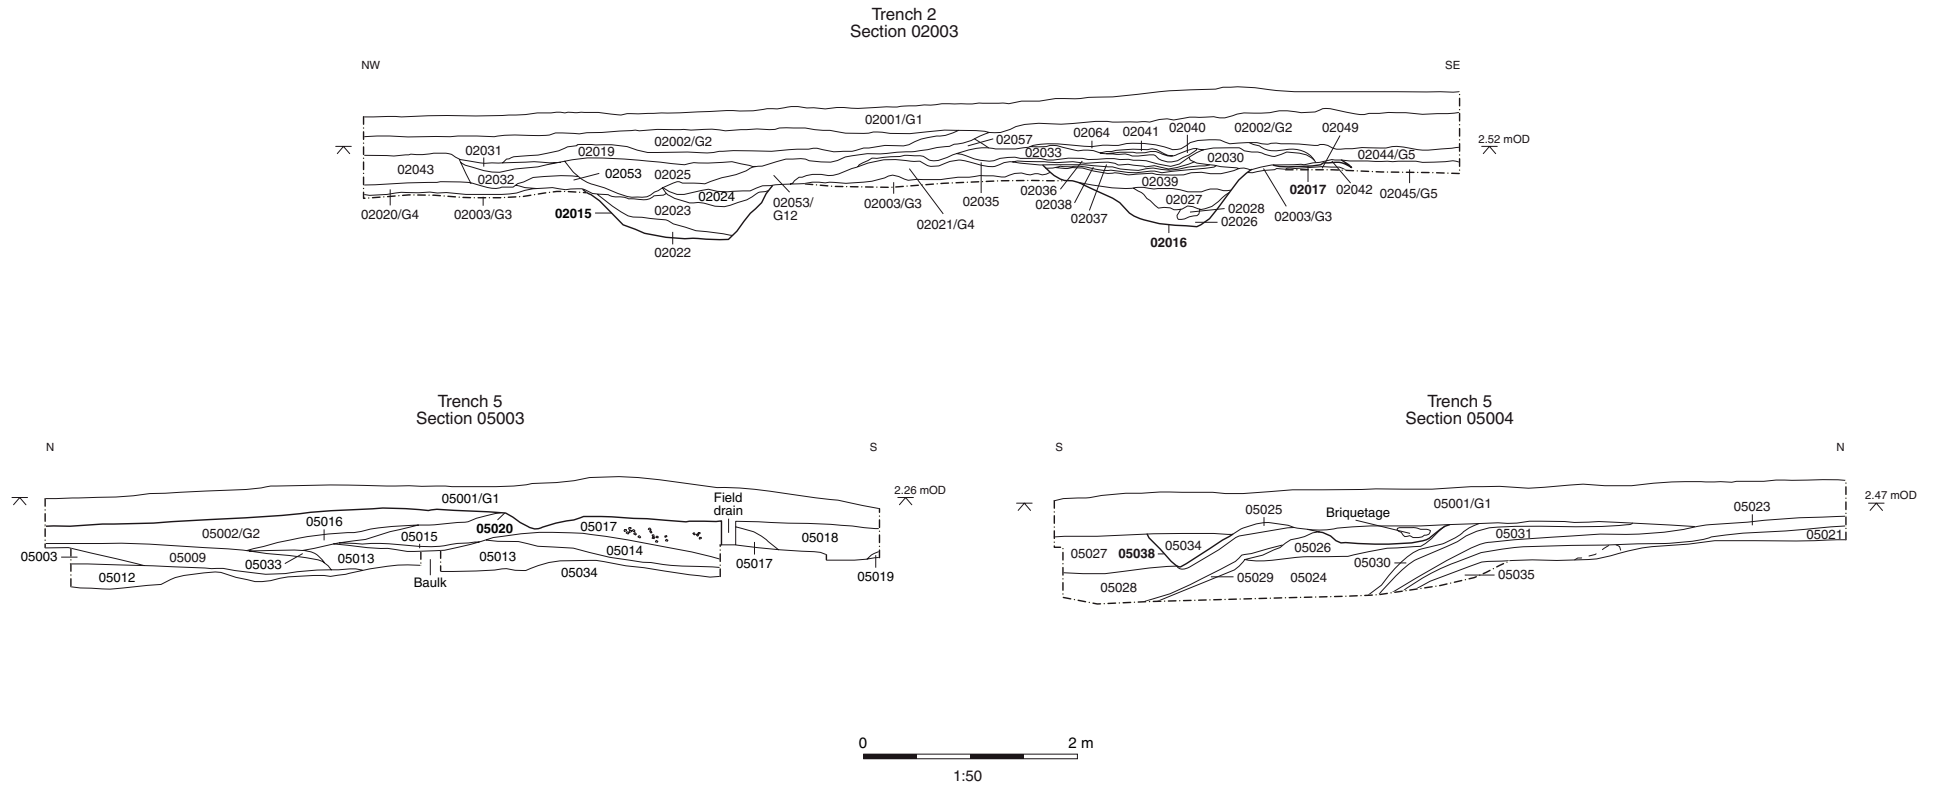 Trench 2
Section 02003
NW
SE
02001/G1
02002/G2
02031
02019
02043
02032
02053
02025
02024
02023
02020/G4
02003/G3
02015
02022
02053/
G12
02003/G3
02021/G4
02035
02057
02033
02064
02041
02040
02002/G2
02049
2.52 mOD
02030
02044/G5
02036
02038
02037
02039
02027
02028
02026
02016
02017
02003/G3
02042
02045/G5
Trench 5
Section 05003
N
S
05001/G1
Field
drain
2.26 mOD
05002/G2
05016
05020
05017
05015
05018
05003
05009
05033
05013
05013
05014
05017
05012
Baulk
05034
05019
Trench 5
Section 05004
S
N
05001/G1
2.47 mOD
05025
Briquetage
05023
05027
05038
05034
05026
05031
05021
05028
05029
05024
05030
05035
0
2 m
1:50